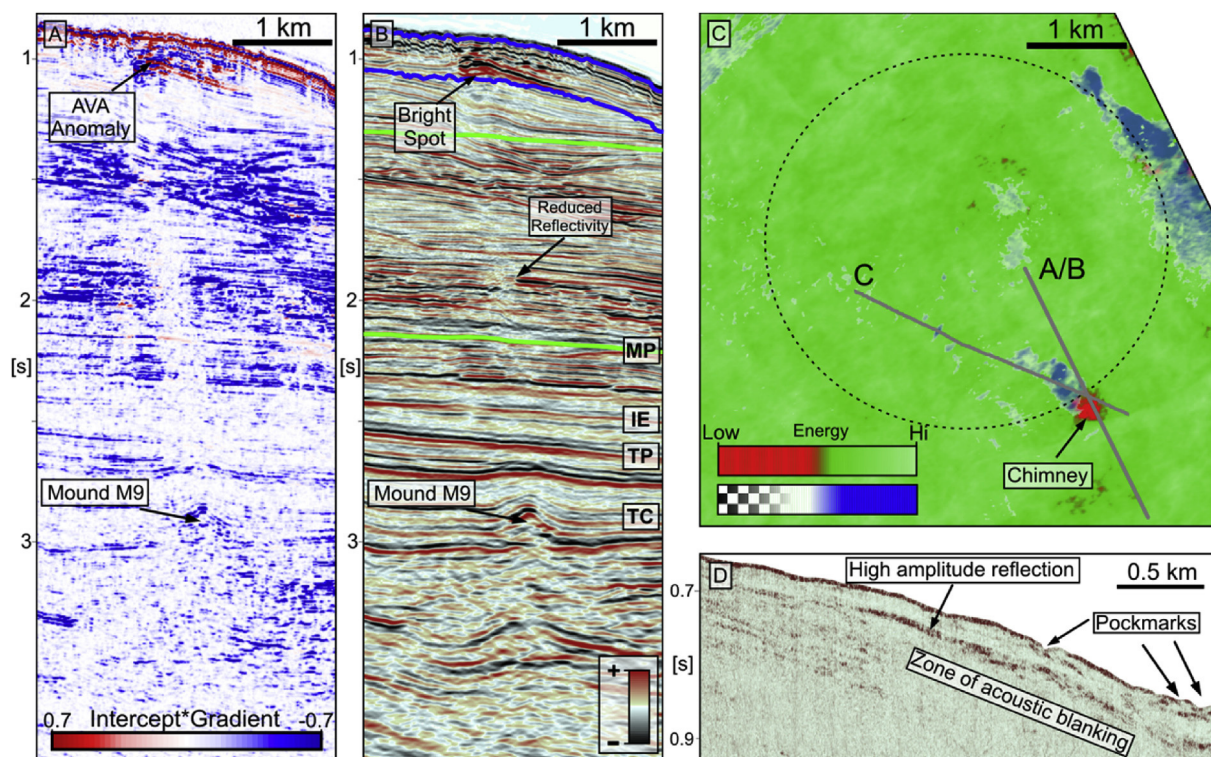 A
1 km
1
AVA
Anomaly
2
[s]
Mound M9
3
0.7 Intercept*Gradient -0.7
B
1 km
1
Bright
Spot
Reduced
Reflectivity
2
MP
[s]
IE
TP
Mound M9
TC
3
+
−
C
1 km
A/B
C
Low Energy Hi
Chimney
D
High amplitude reflection
0.5 km
0.7
Pockmarks
[s]
Zone of acoustic
blanking
0.9